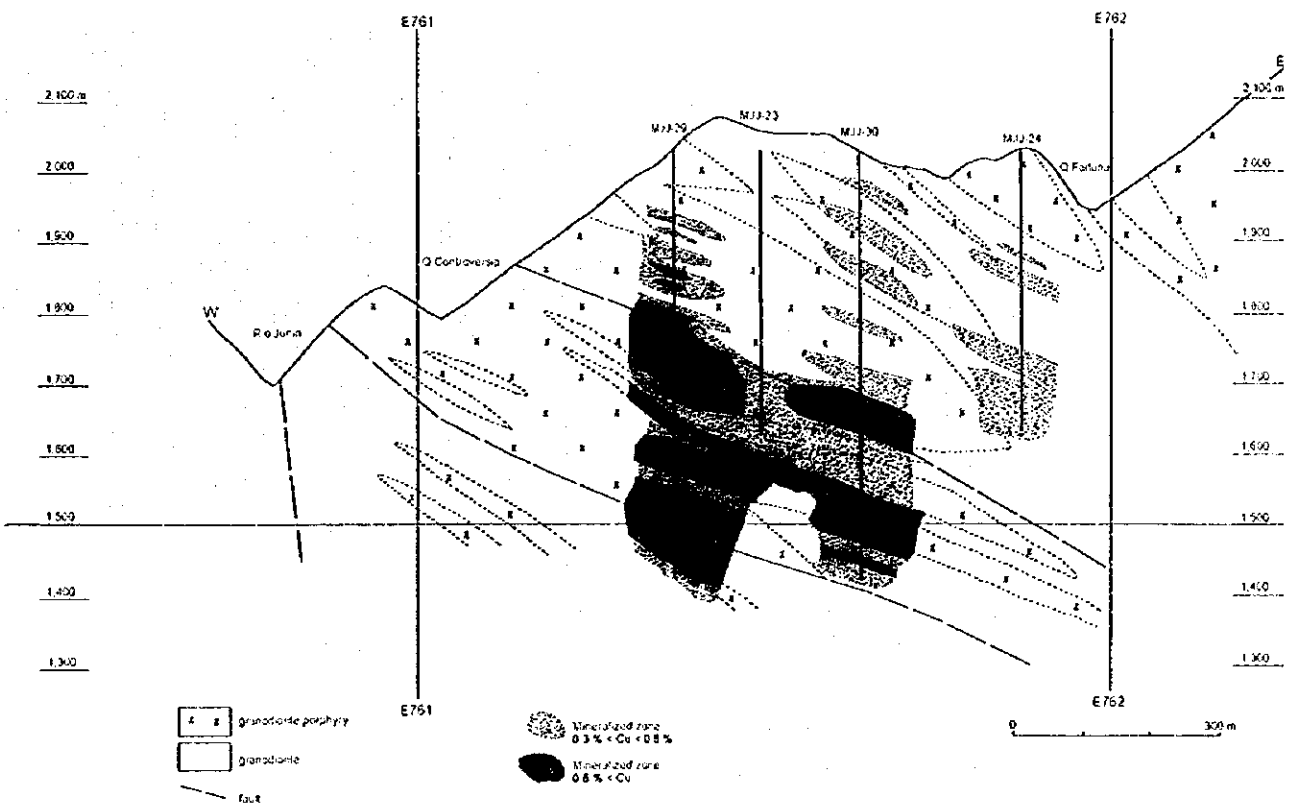 E761
E762
E
2,100 m
2,100 m
MJJ-29
MJJ-23
MJJ-30
MJJ-24
2,000
Q Fortuna
2,000
1,900
1,900
Q Controversia
1,800
W
Rio Junin
1,800
1,700
1,700
1,600
1,600
1,500
1,500
1,400
1,400
1,300
1,300
E761
E762
granodiorite porphyry
Mineralized zone
0.3 % < Cu < 0.6 %
0
300 m
granodiorite
Mineralized zone
0.6 % < Cu
fault